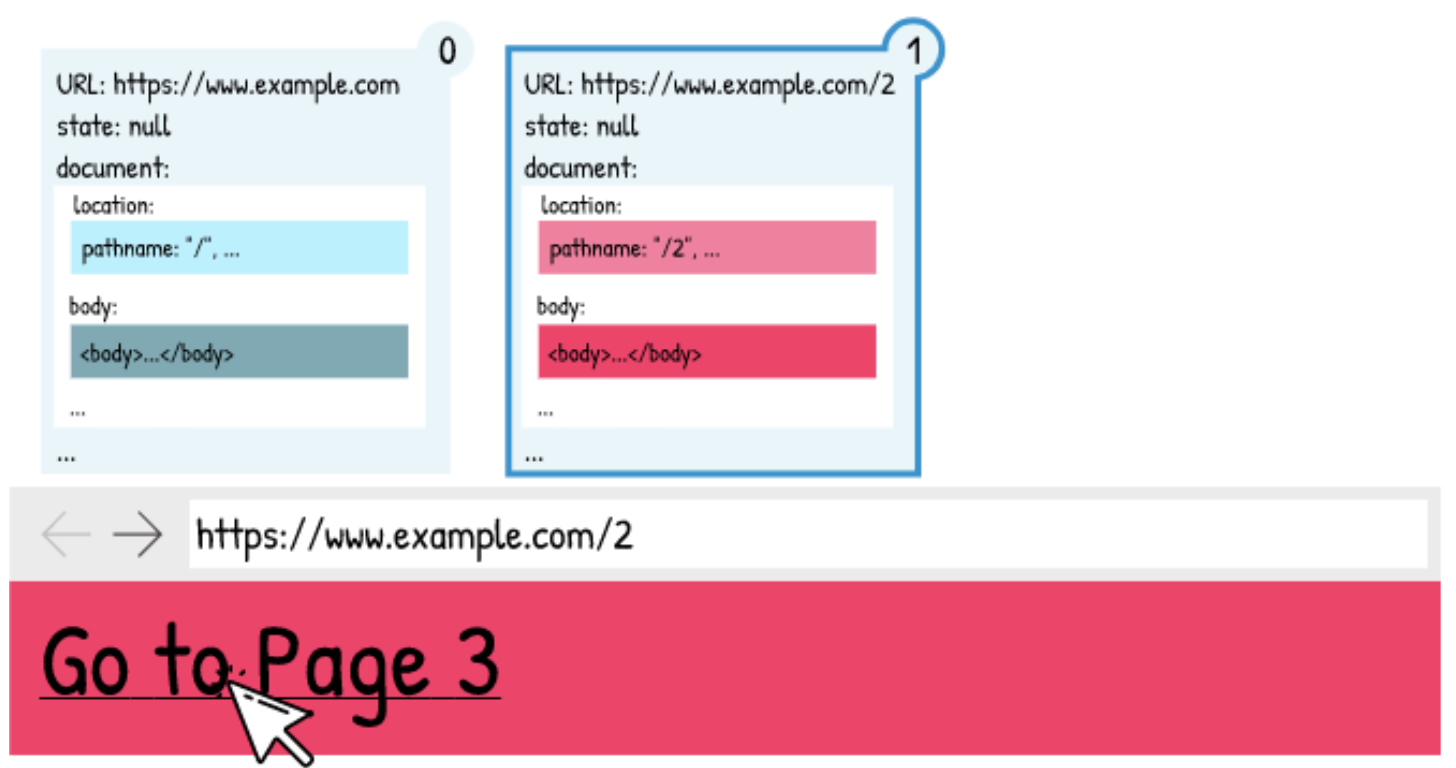 0
URL: https://www.example.com
state: null
document:
location:
pathname: "/", ...
body:
<body>...</body>
...
...
1
URL: https://www.example.com/2
state: null
document:
location:
pathname: "/2", ...
body:
<body>...</body>
...
...
https://www.example.com/2
Go to Page 3